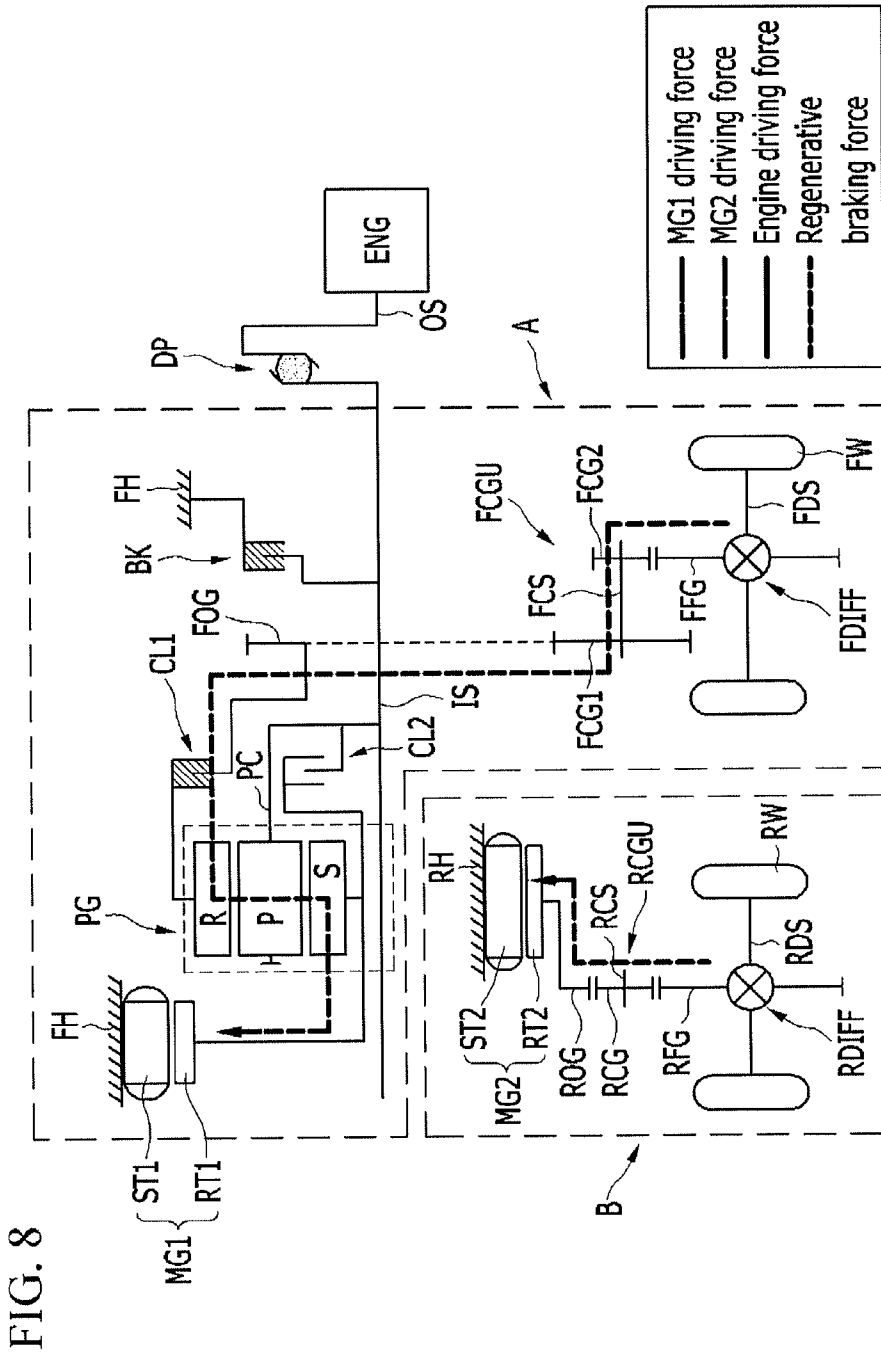 FIG. 8
ENG
OS
DP
A
FH
BK
FOG
CL1
IS
CL2
PC
PG
R
P
S
FH
ST1
RT1
MG1
FCGU
FCG2
FCS
FCG1
FFG
FW
FDS
FDIFF
RH
ST2
RT2
MG2
RCS
RCGU
ROG
RCG
RFG
RW
RDS
RDIFF
B
MG1 driving force
MG2 driving force
Engine driving force
Regenerative
braking force